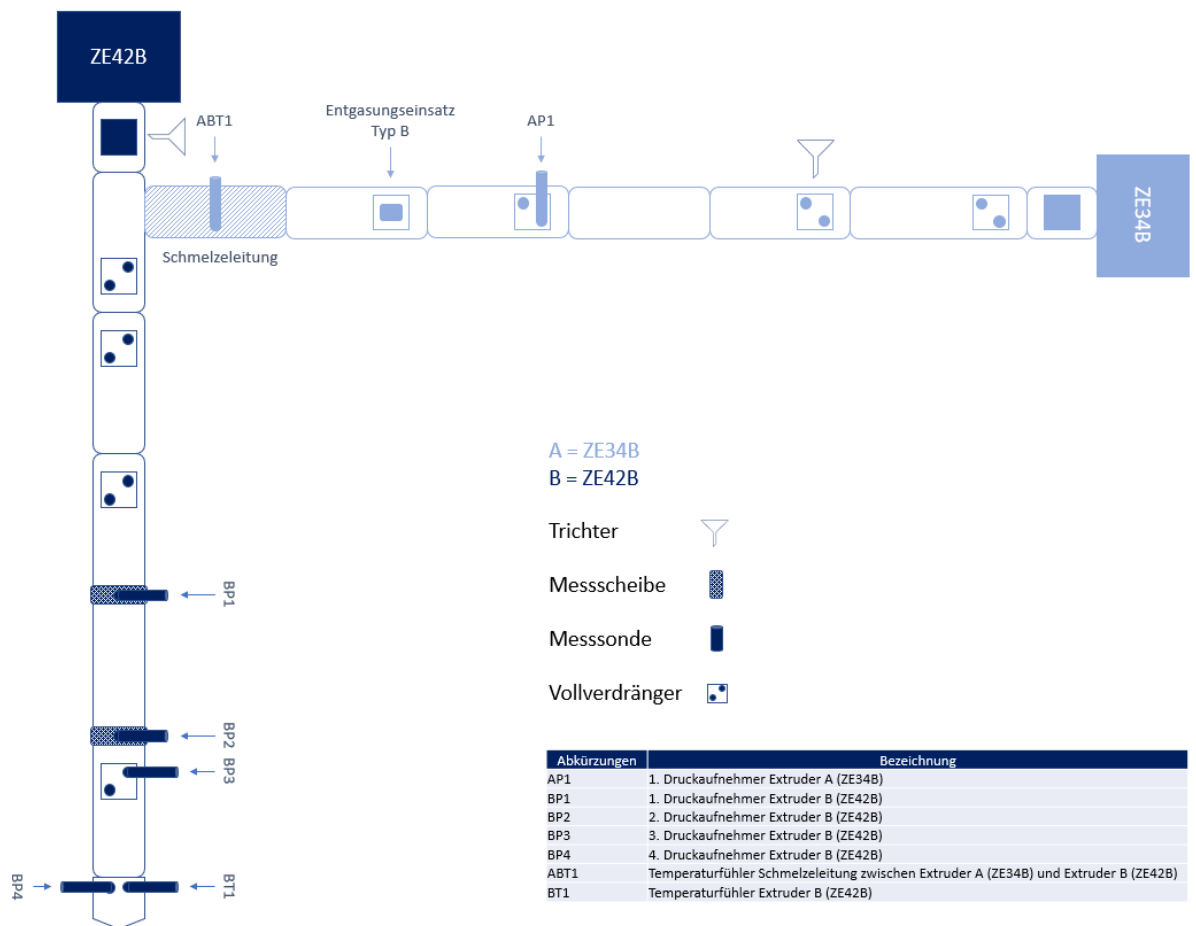 ZE42B
ABT1
Entgasungseinsatz
Typ B
AP1
ZE34B
Schmelzeleitung
A = ZE34B
B = ZE42B
Trichter
Messscheibe
Messsonde
Vollverdränger
BP1
BP2
BP3
BP4
BT1
Abkürzungen Bezeichnung
AP1 1. Druckaufnehmer Extruder A (ZE34B)
BP1 1. Druckaufnehmer Extruder B (ZE42B)
BP2 2. Druckaufnehmer Extruder B (ZE42B)
BP3 3. Druckaufnehmer Extruder B (ZE42B)
BP4 4. Druckaufnehmer Extruder B (ZE42B)
ABT1 Temperaturfühler Schmelzeleitung zwischen Extruder A (ZE34B) und Extruder B (ZE42B)
BT1 Temperaturfühler Extruder B (ZE42B)